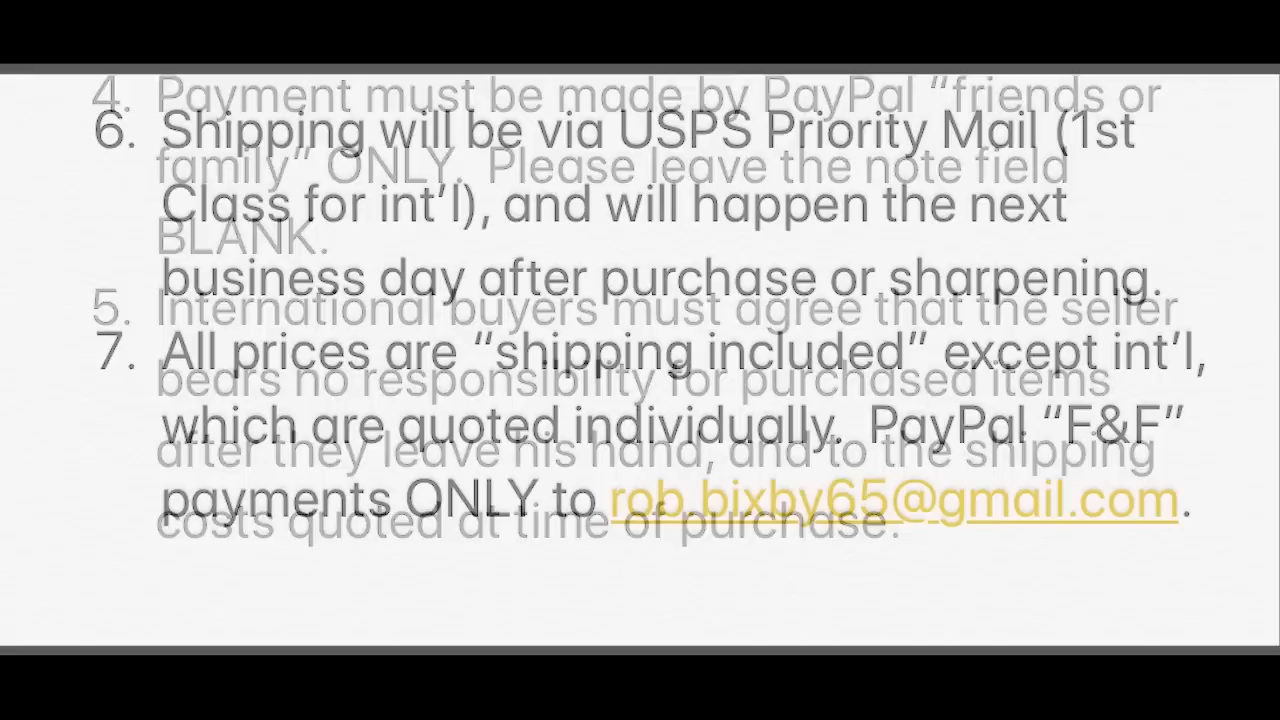 4. Payment must be made by PayPal “friends or
family” ONLY.  Please leave the note field
BLANK.
5. International buyers must agree that the seller
bears no responsibility for purchased items
after they leave his hand, and to the shipping
costs quoted at time of purchase.
6. Shipping will be via USPS Priority Mail (1st
Class for int’l), and will happen the next
business day after purchase or sharpening.
7. All prices are “shipping included” except int’l,
which are quoted individually.  PayPal “F&F”
payments ONLY to rob.bixby65@gmail.com.